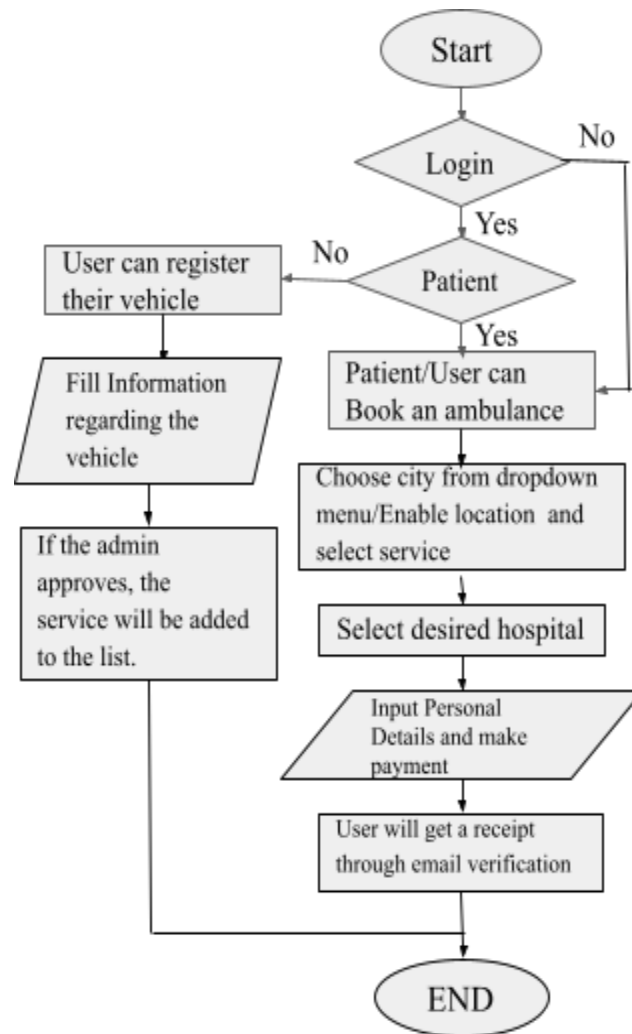 Start
Login
No
Yes
Patient
No
Yes
User can register
their vehicle
Fill Information
regarding the
vehicle
If the admin
approves, the
service will be added
to the list.
Patient/User can
Book an ambulance
Choose city from dropdown
menu/Enable location and
select service
Select desired hospital
Input Personal
Details and make
payment
User will get a receipt
through email verification
END